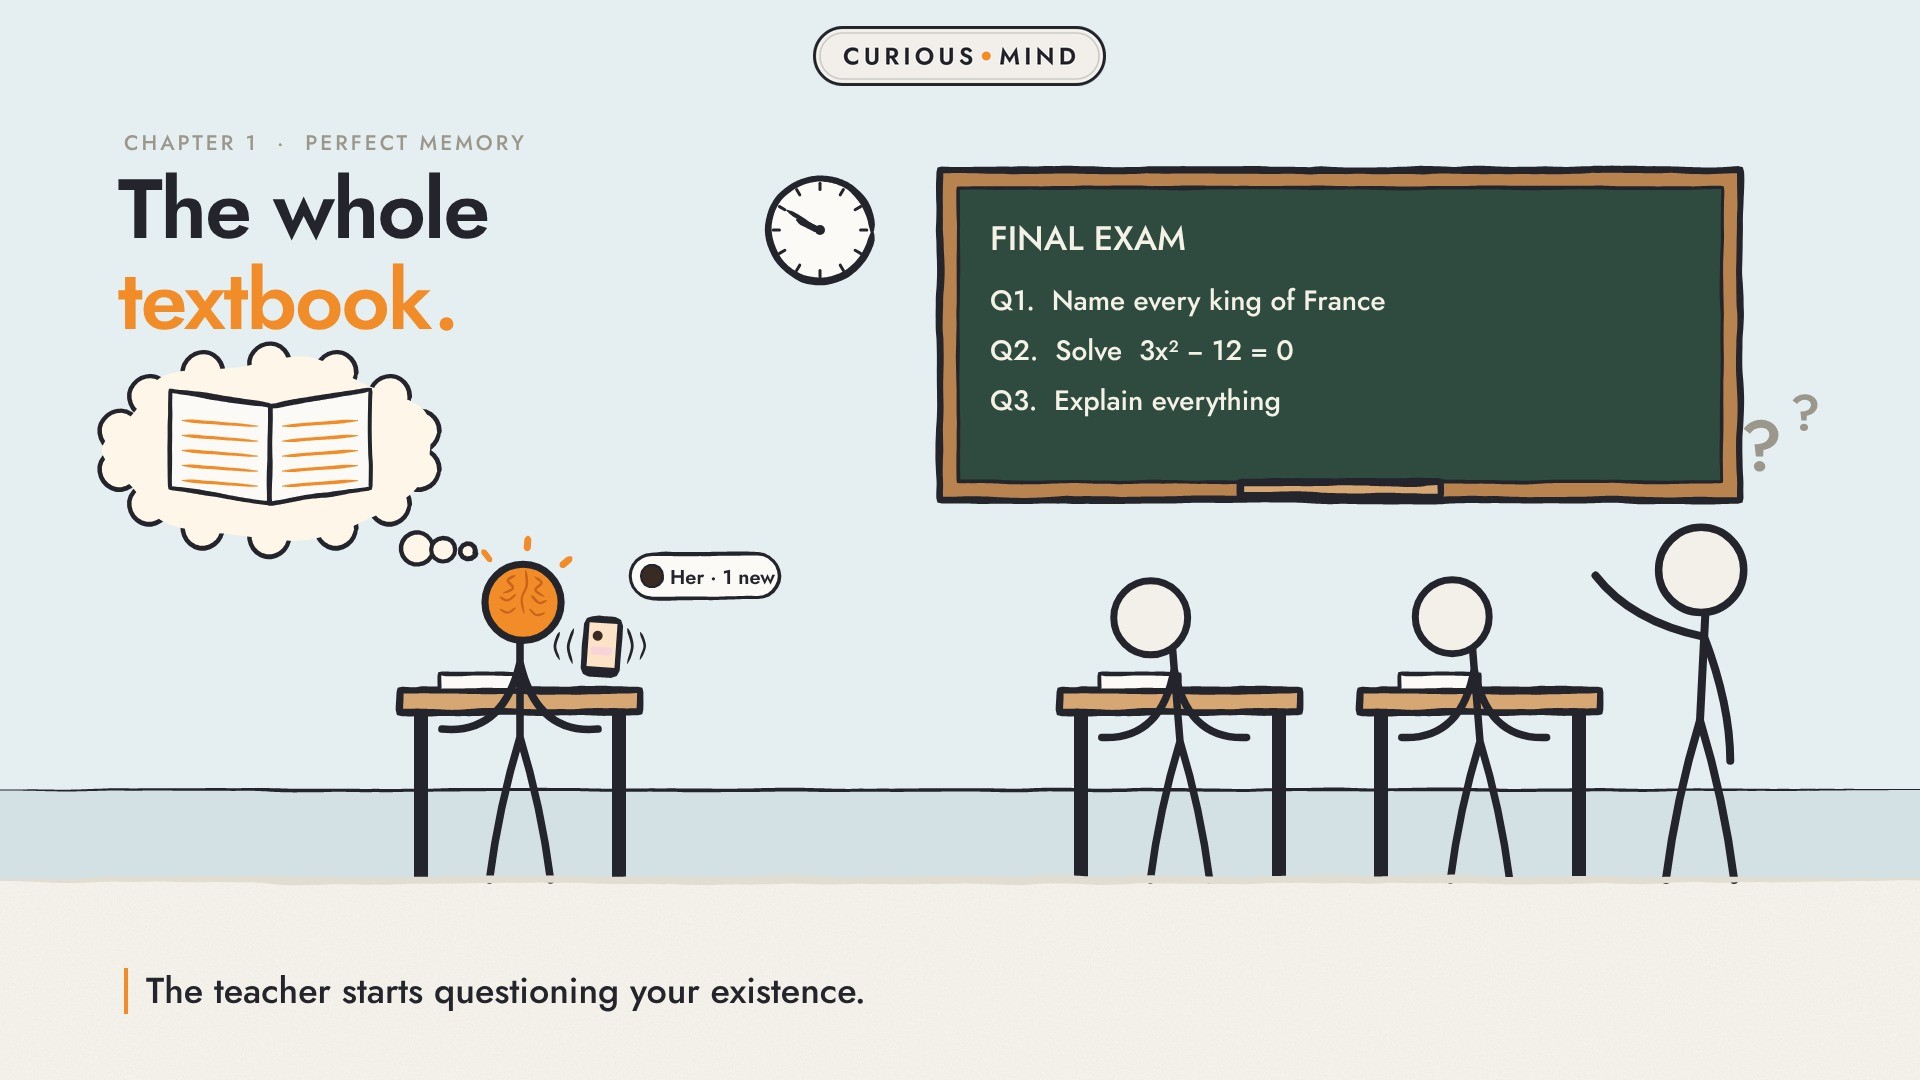 CURIOUS•MIND
CHAPTER 1 · PERFECT MEMORY
The whole
textbook.
FINAL EXAM
Q1. Name every king of France
Q2. Solve 3x² – 12 = 0
Q3. Explain everything
? ?
Her · 1 new
The teacher starts questioning your existence.